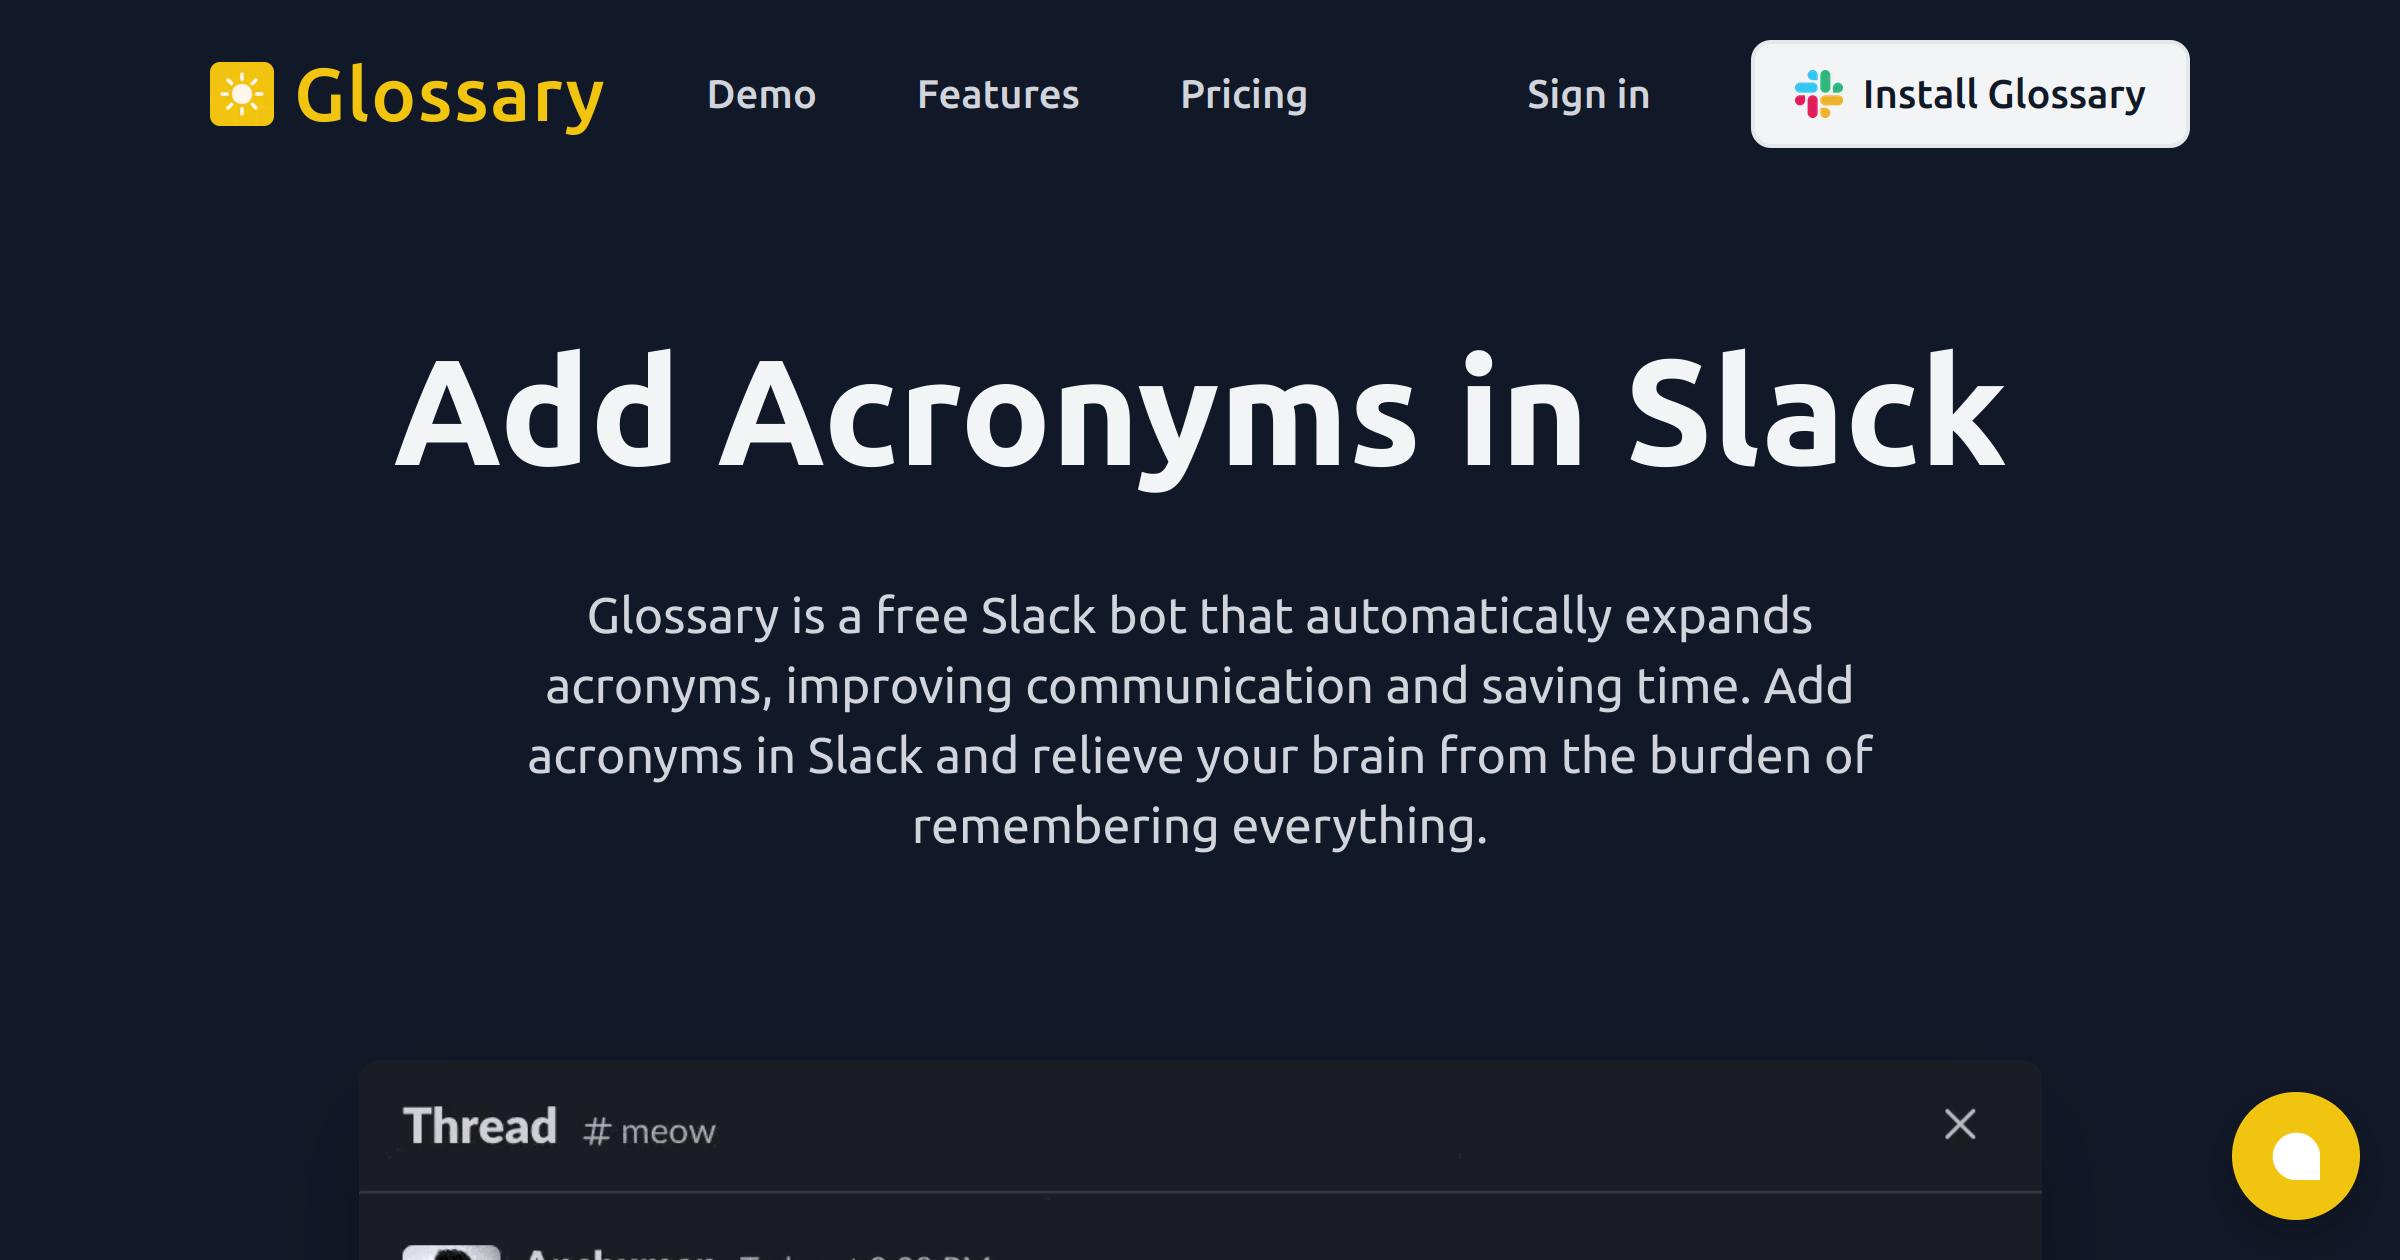 Glossary
Demo
Features
Pricing
Sign in
Install Glossary
Add Acronyms in Slack
Glossary is a free Slack bot that automatically expands
acronyms, improving communication and saving time. Add
acronyms in Slack and relieve your brain from the burden of
remembering everything.
Thread # meow